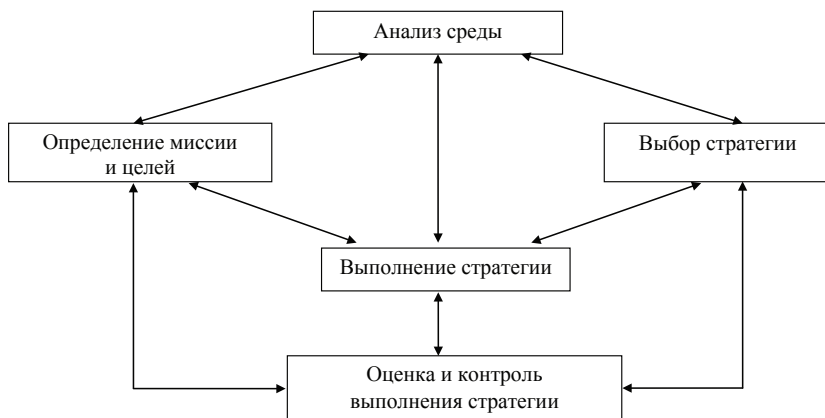 Анализ среды
Определение миссии
и целей
Выбор стратегии
Выполнение стратегии
Оценка и контроль
выполнения стратегии